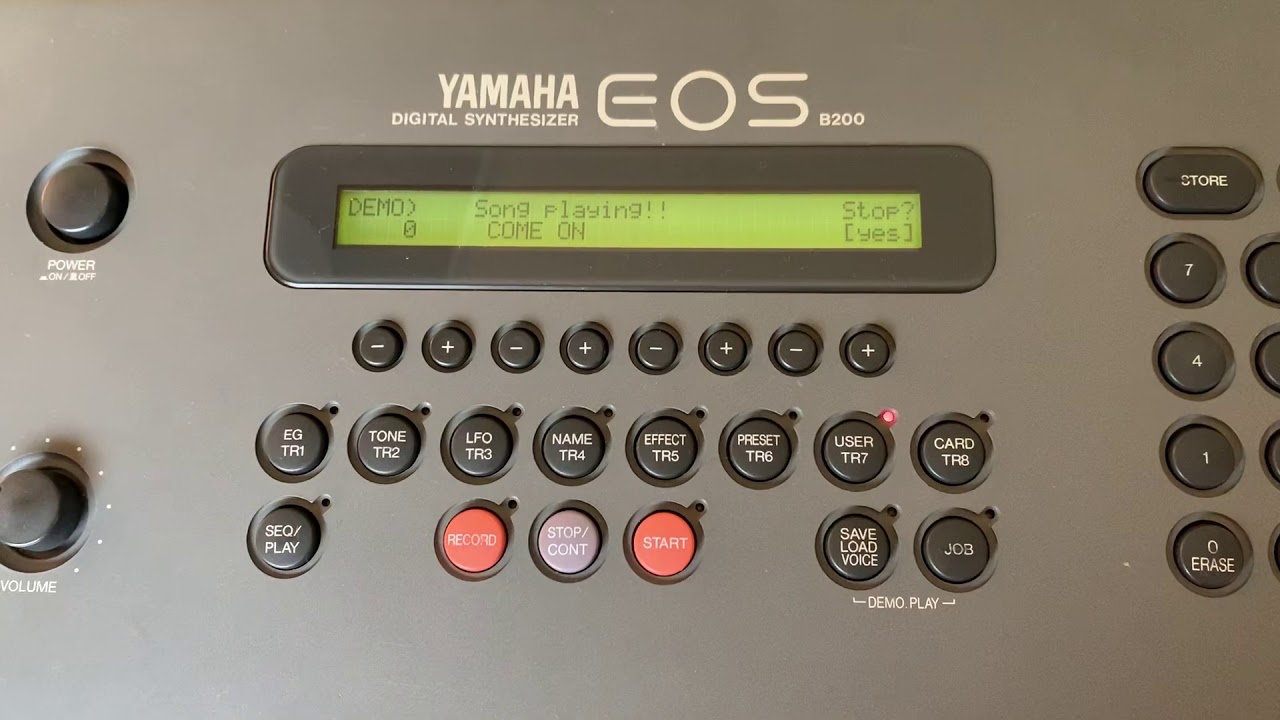 YAMAHA EOS
DIGITAL SYNTHESIZER B200
DEMO) Song playing!! Stop?
0 COME ON [yes]
POWER
ON / OFF
VOLUME
− + − + − + − +
EG
TR1
TONE
TR2
LFO
TR3
NAME
TR4
EFFECT
TR5
PRESET
TR6
USER
TR7
CARD
TR8
SEQ/
PLAY
RECORD
STOP/
CONT
START
SAVE
LOAD
VOICE
JOB
DEMO.PLAY
STORE
7
4
1
0
ERASE